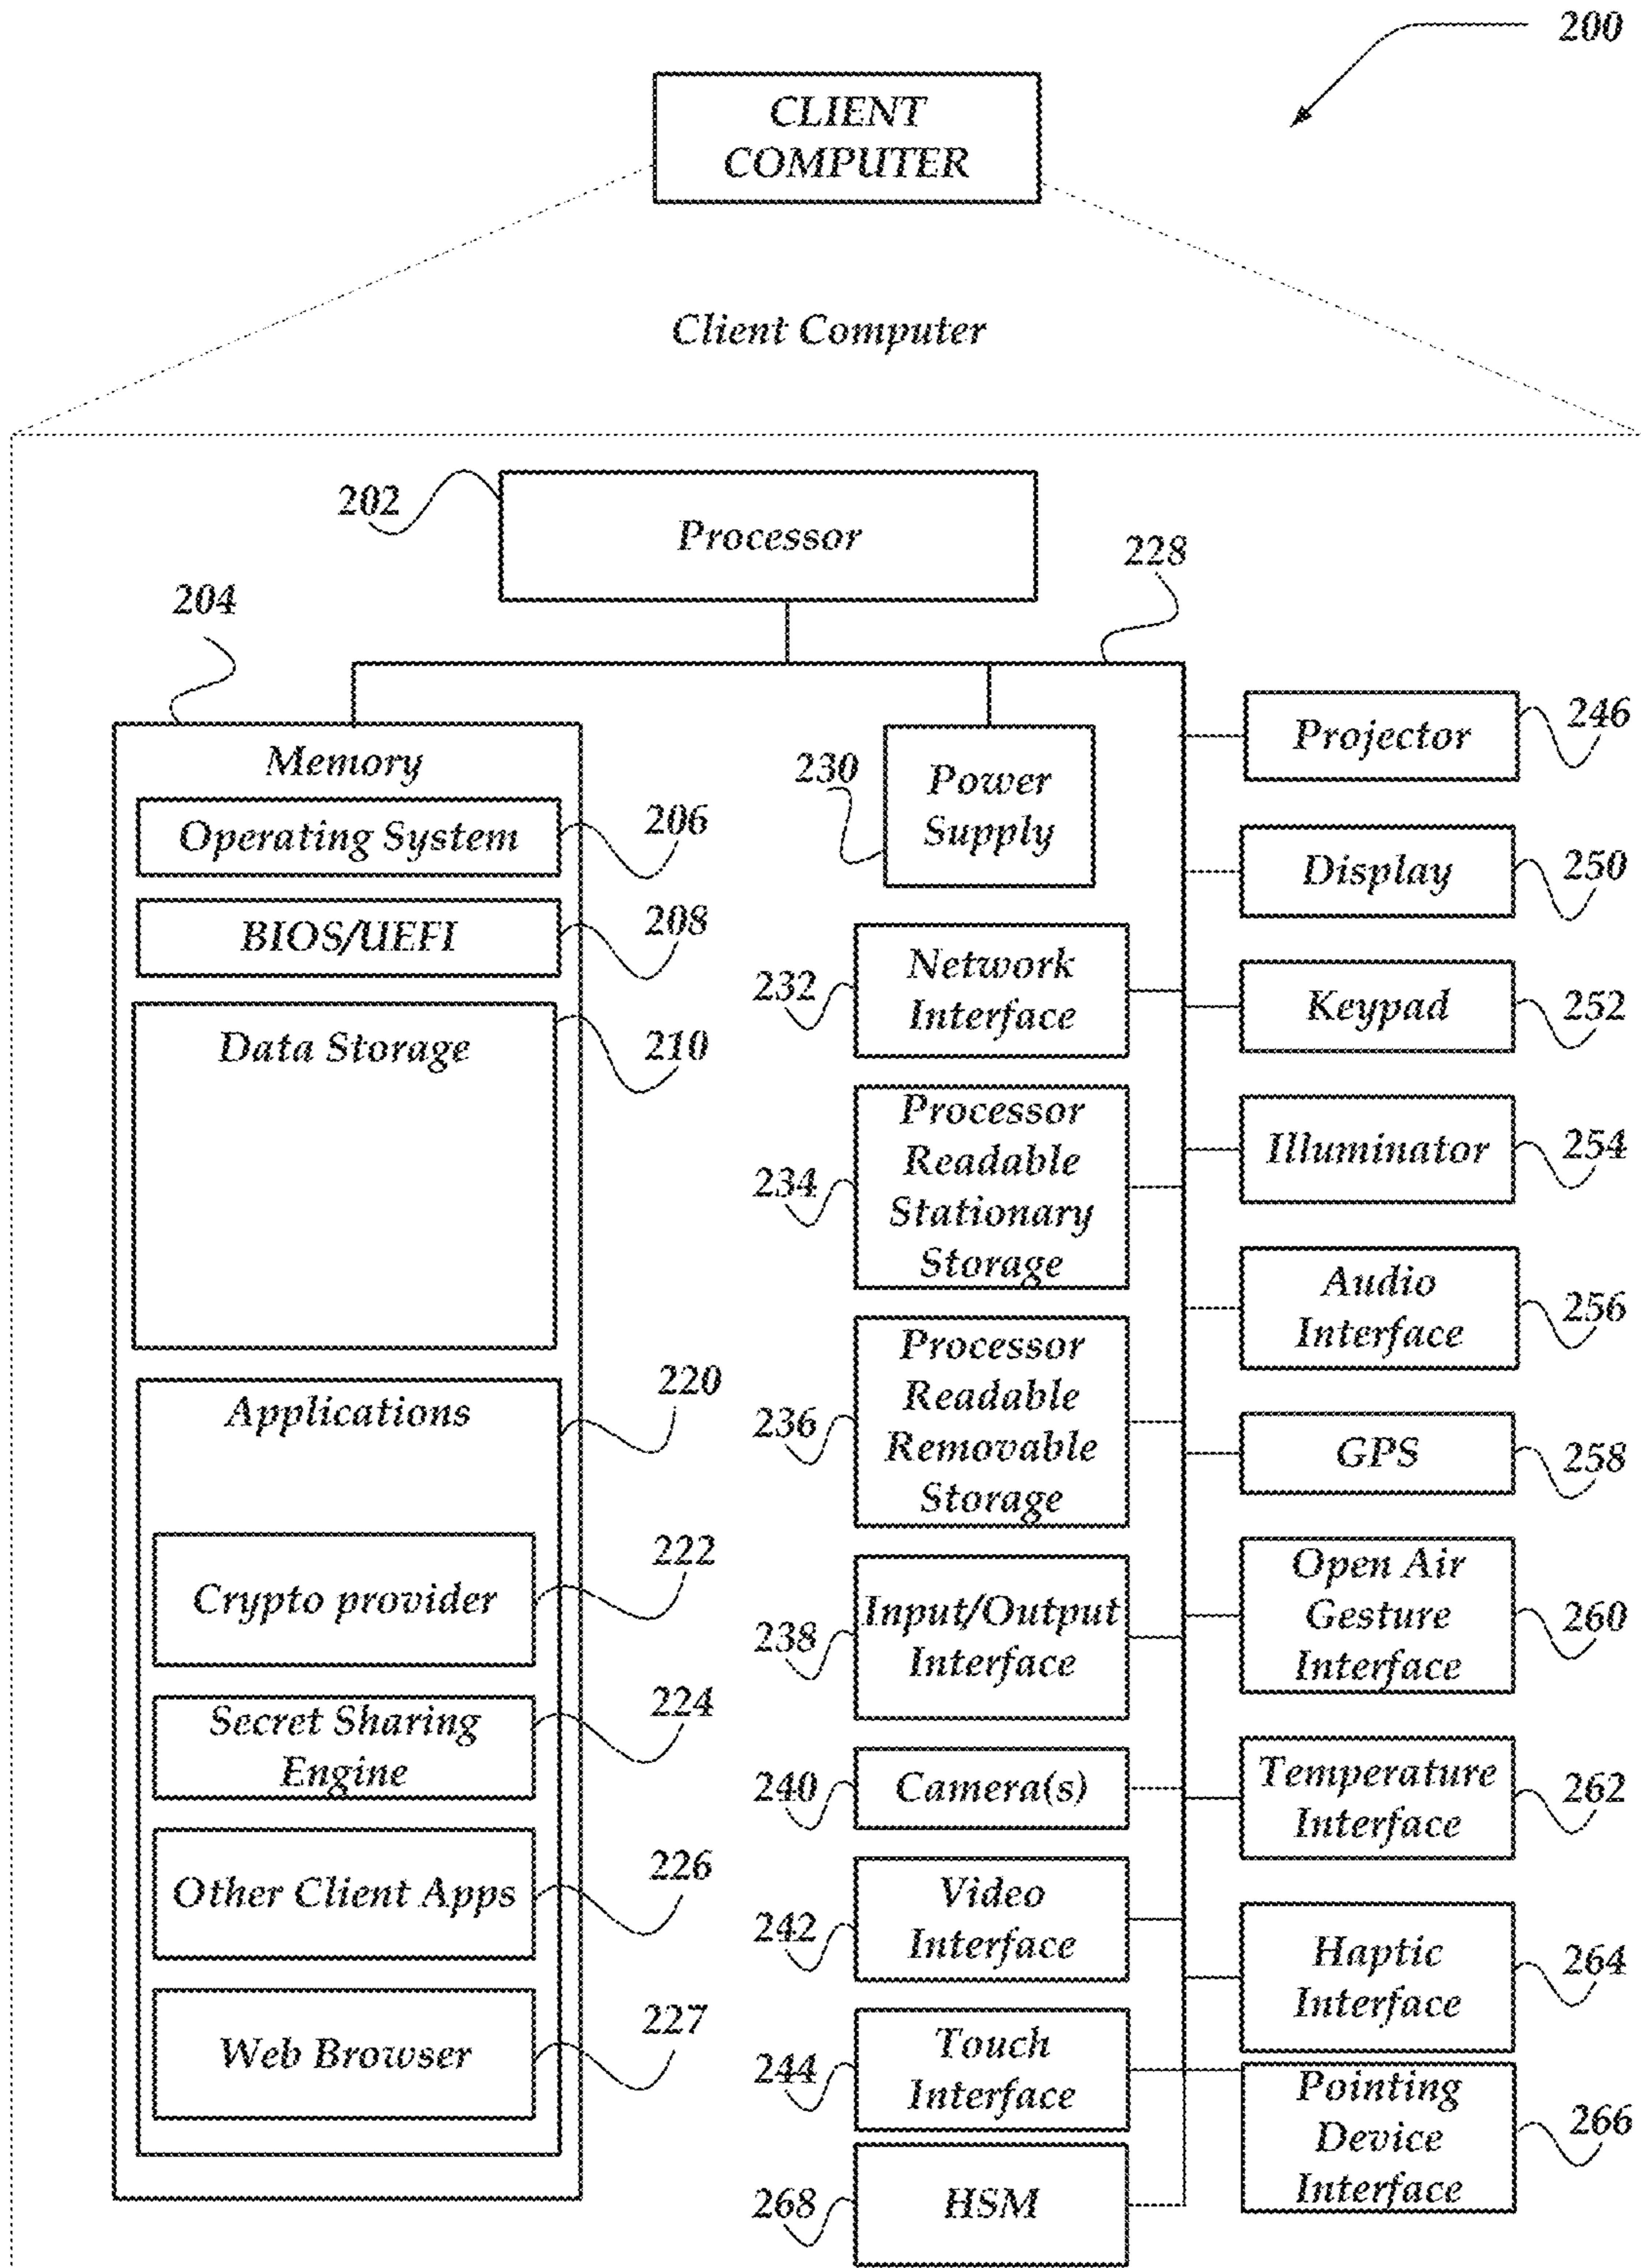 200
CLIENT
COMPUTER
Client Computer
202
Processor
228
204
Memory
Operating System
206
BIOS/UEFI
208
Data Storage
210
Applications
220
Crypto provider
222
Secret Sharing
Engine
224
Other Client Apps
226
Web Browser
227
230
Power
Supply
232
Network
Interface
234
Processor
Readable
Stationary
Storage
236
Processor
Readable
Removable
Storage
238
Input/Output
Interface
240
Camera(s)
242
Video
Interface
244
Touch
Interface
268
HSM
Projector
246
Display
250
Keypad
252
Illuminator
254
Audio
Interface
256
GPS
258
Open Air
Gesture
Interface
260
Temperature
Interface
262
Haptic
Interface
264
Pointing
Device
Interface
266